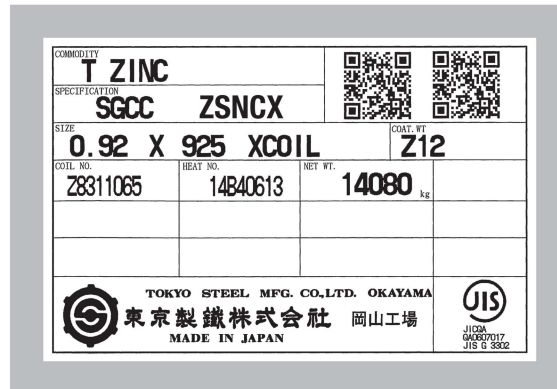 COMMODITY
T ZINC
SPECIFICATION
SGCC ZSNCX
SIZE
0.92 X 925 XCOIL
COAT.WT
Z12
COIL NO.
Z8311065
HEAT NO.
14B40613
NET WT.
14080 kg
TOKYO STEEL MFG. CO.,LTD. OKAYAMA
東京製鐵株式会社 岡山工場
MADE IN JAPAN
JIS
JICQA
QA0607017
JIS G 3302